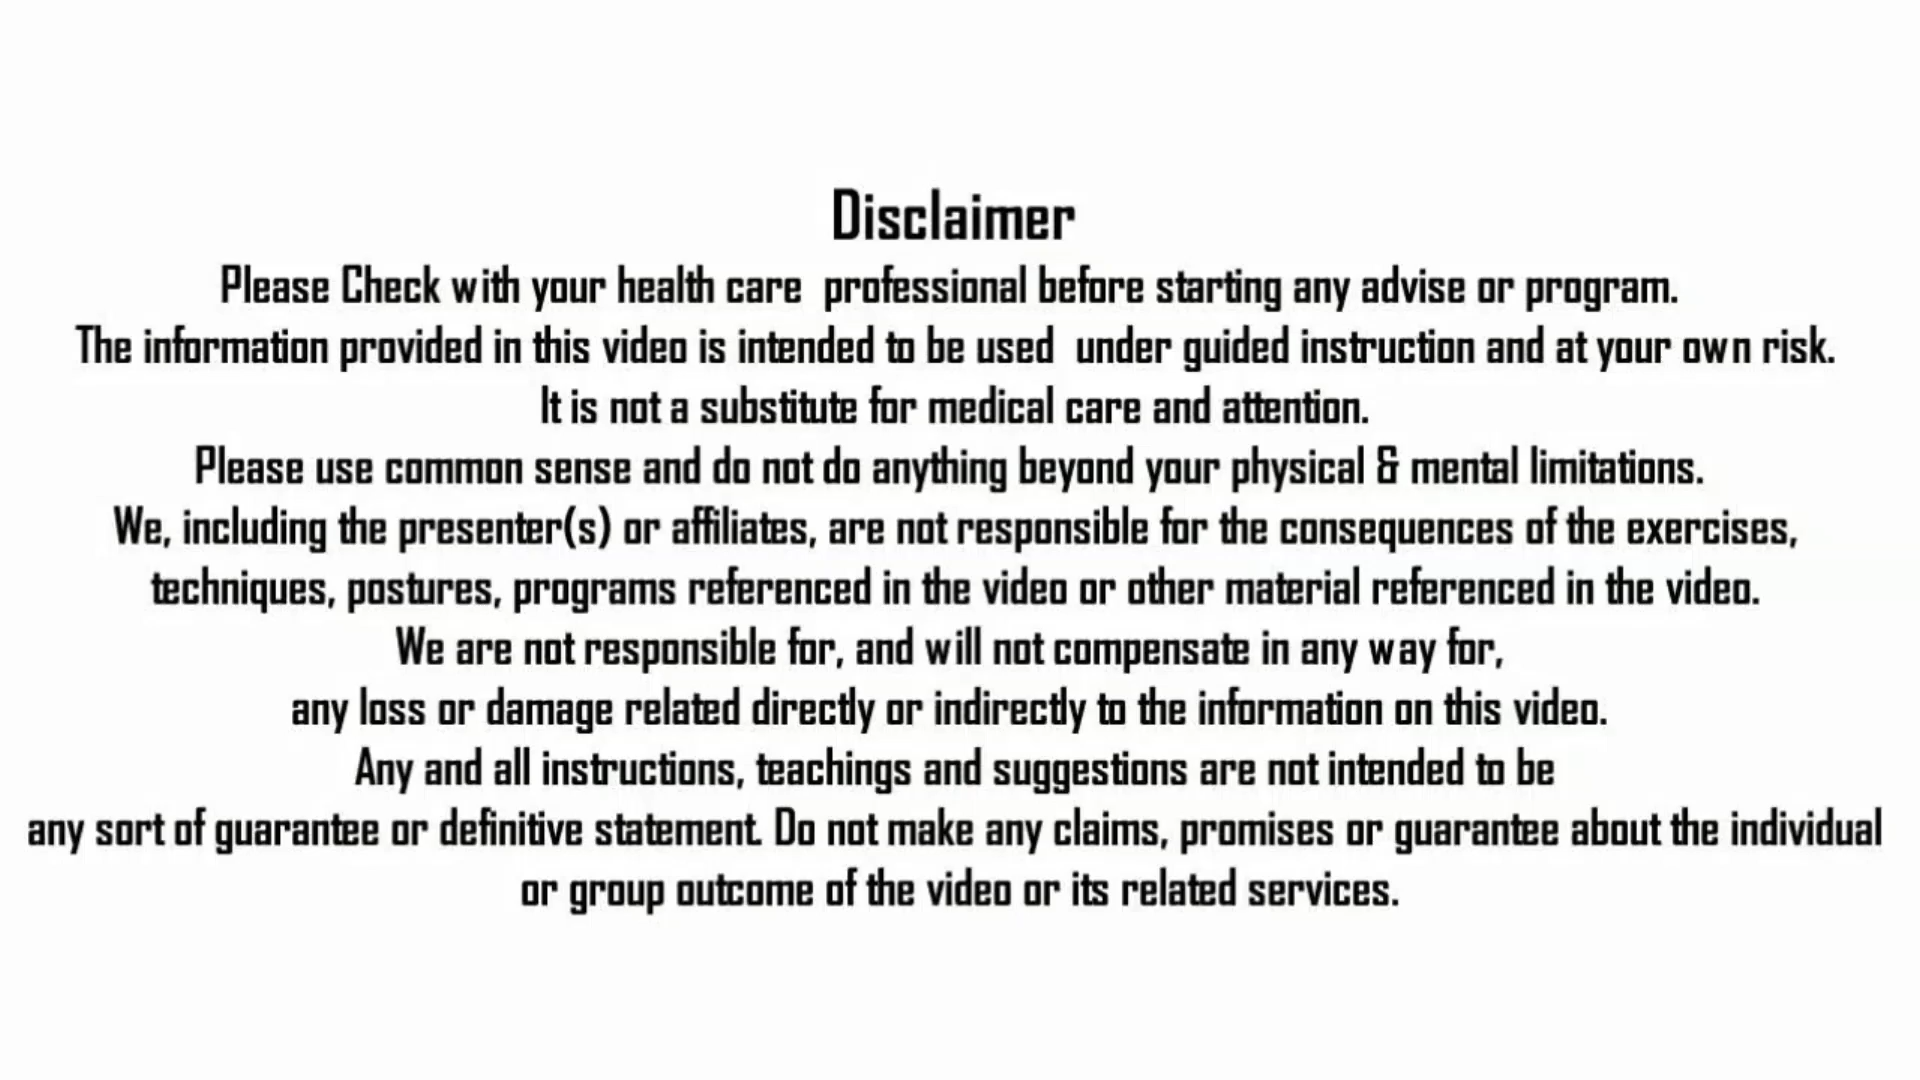 Disclaimer
Please Check with your health care professional before starting any advise or program.
The information provided in this video is intended to be used under guided instruction and at your own risk.
It is not a substitute for medical care and attention.
Please use common sense and do not do anything beyond your physical & mental limitations.
We, including the presenter(s) or affiliates, are not responsible for the consequences of the exercises,
techniques, postures, programs referenced in the video or other material referenced in the video.
We are not responsible for, and will not compensate in any way for,
any loss or damage related directly or indirectly to the information on this video.
Any and all instructions, teachings and suggestions are not intended to be
any sort of guarantee or definitive statement. Do not make any claims, promises or guarantee about the individual
or group outcome of the video or its related services.